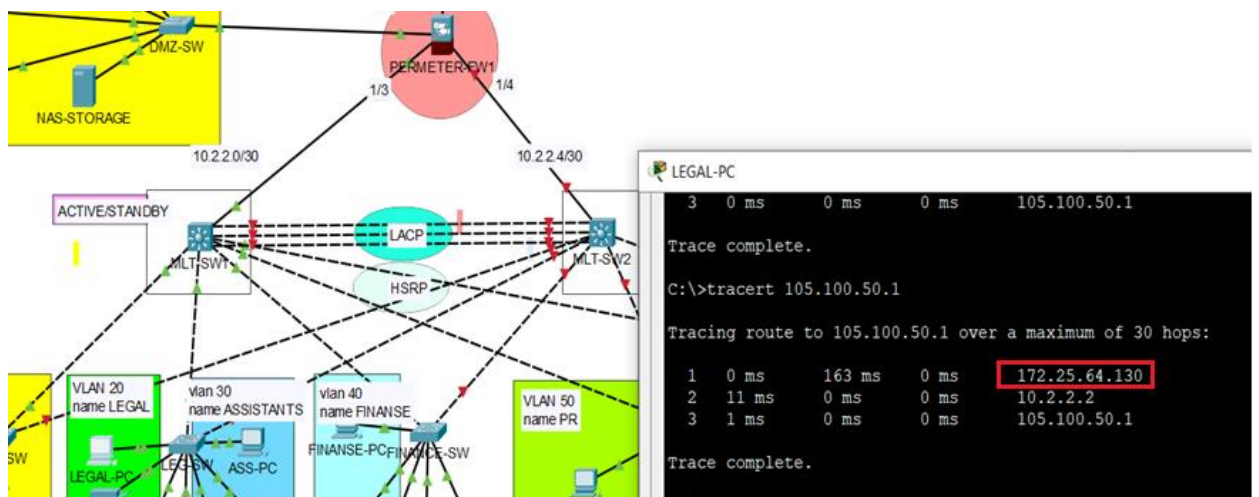 DMZ-SW
PERMETER-FW1
1/3
1/4
NAS-STORAGE
10.2.2.0/30
10.2.2.4/30
ACTIVE/STANDBY
LACP
MLT-SW1
MLT-SW2
HSRP
VLAN 20
name LEGAL
vlan 30
name ASSISTANTS
vlan 40
name FINANSE
VLAN 50
name PR
SW
LEGAL-PC
LEG-SW
ASS-PC
FINANSE-PC
FINANCE-SW
LEGAL-PC
3 0 ms 0 ms 0 ms 105.100.50.1
Trace complete.
C:\>tracert 105.100.50.1
Tracing route to 105.100.50.1 over a maximum of 30 hops:
1 0 ms 163 ms 0 ms 172.25.64.130
2 11 ms 0 ms 0 ms 10.2.2.2
3 1 ms 0 ms 0 ms 105.100.50.1
Trace complete.